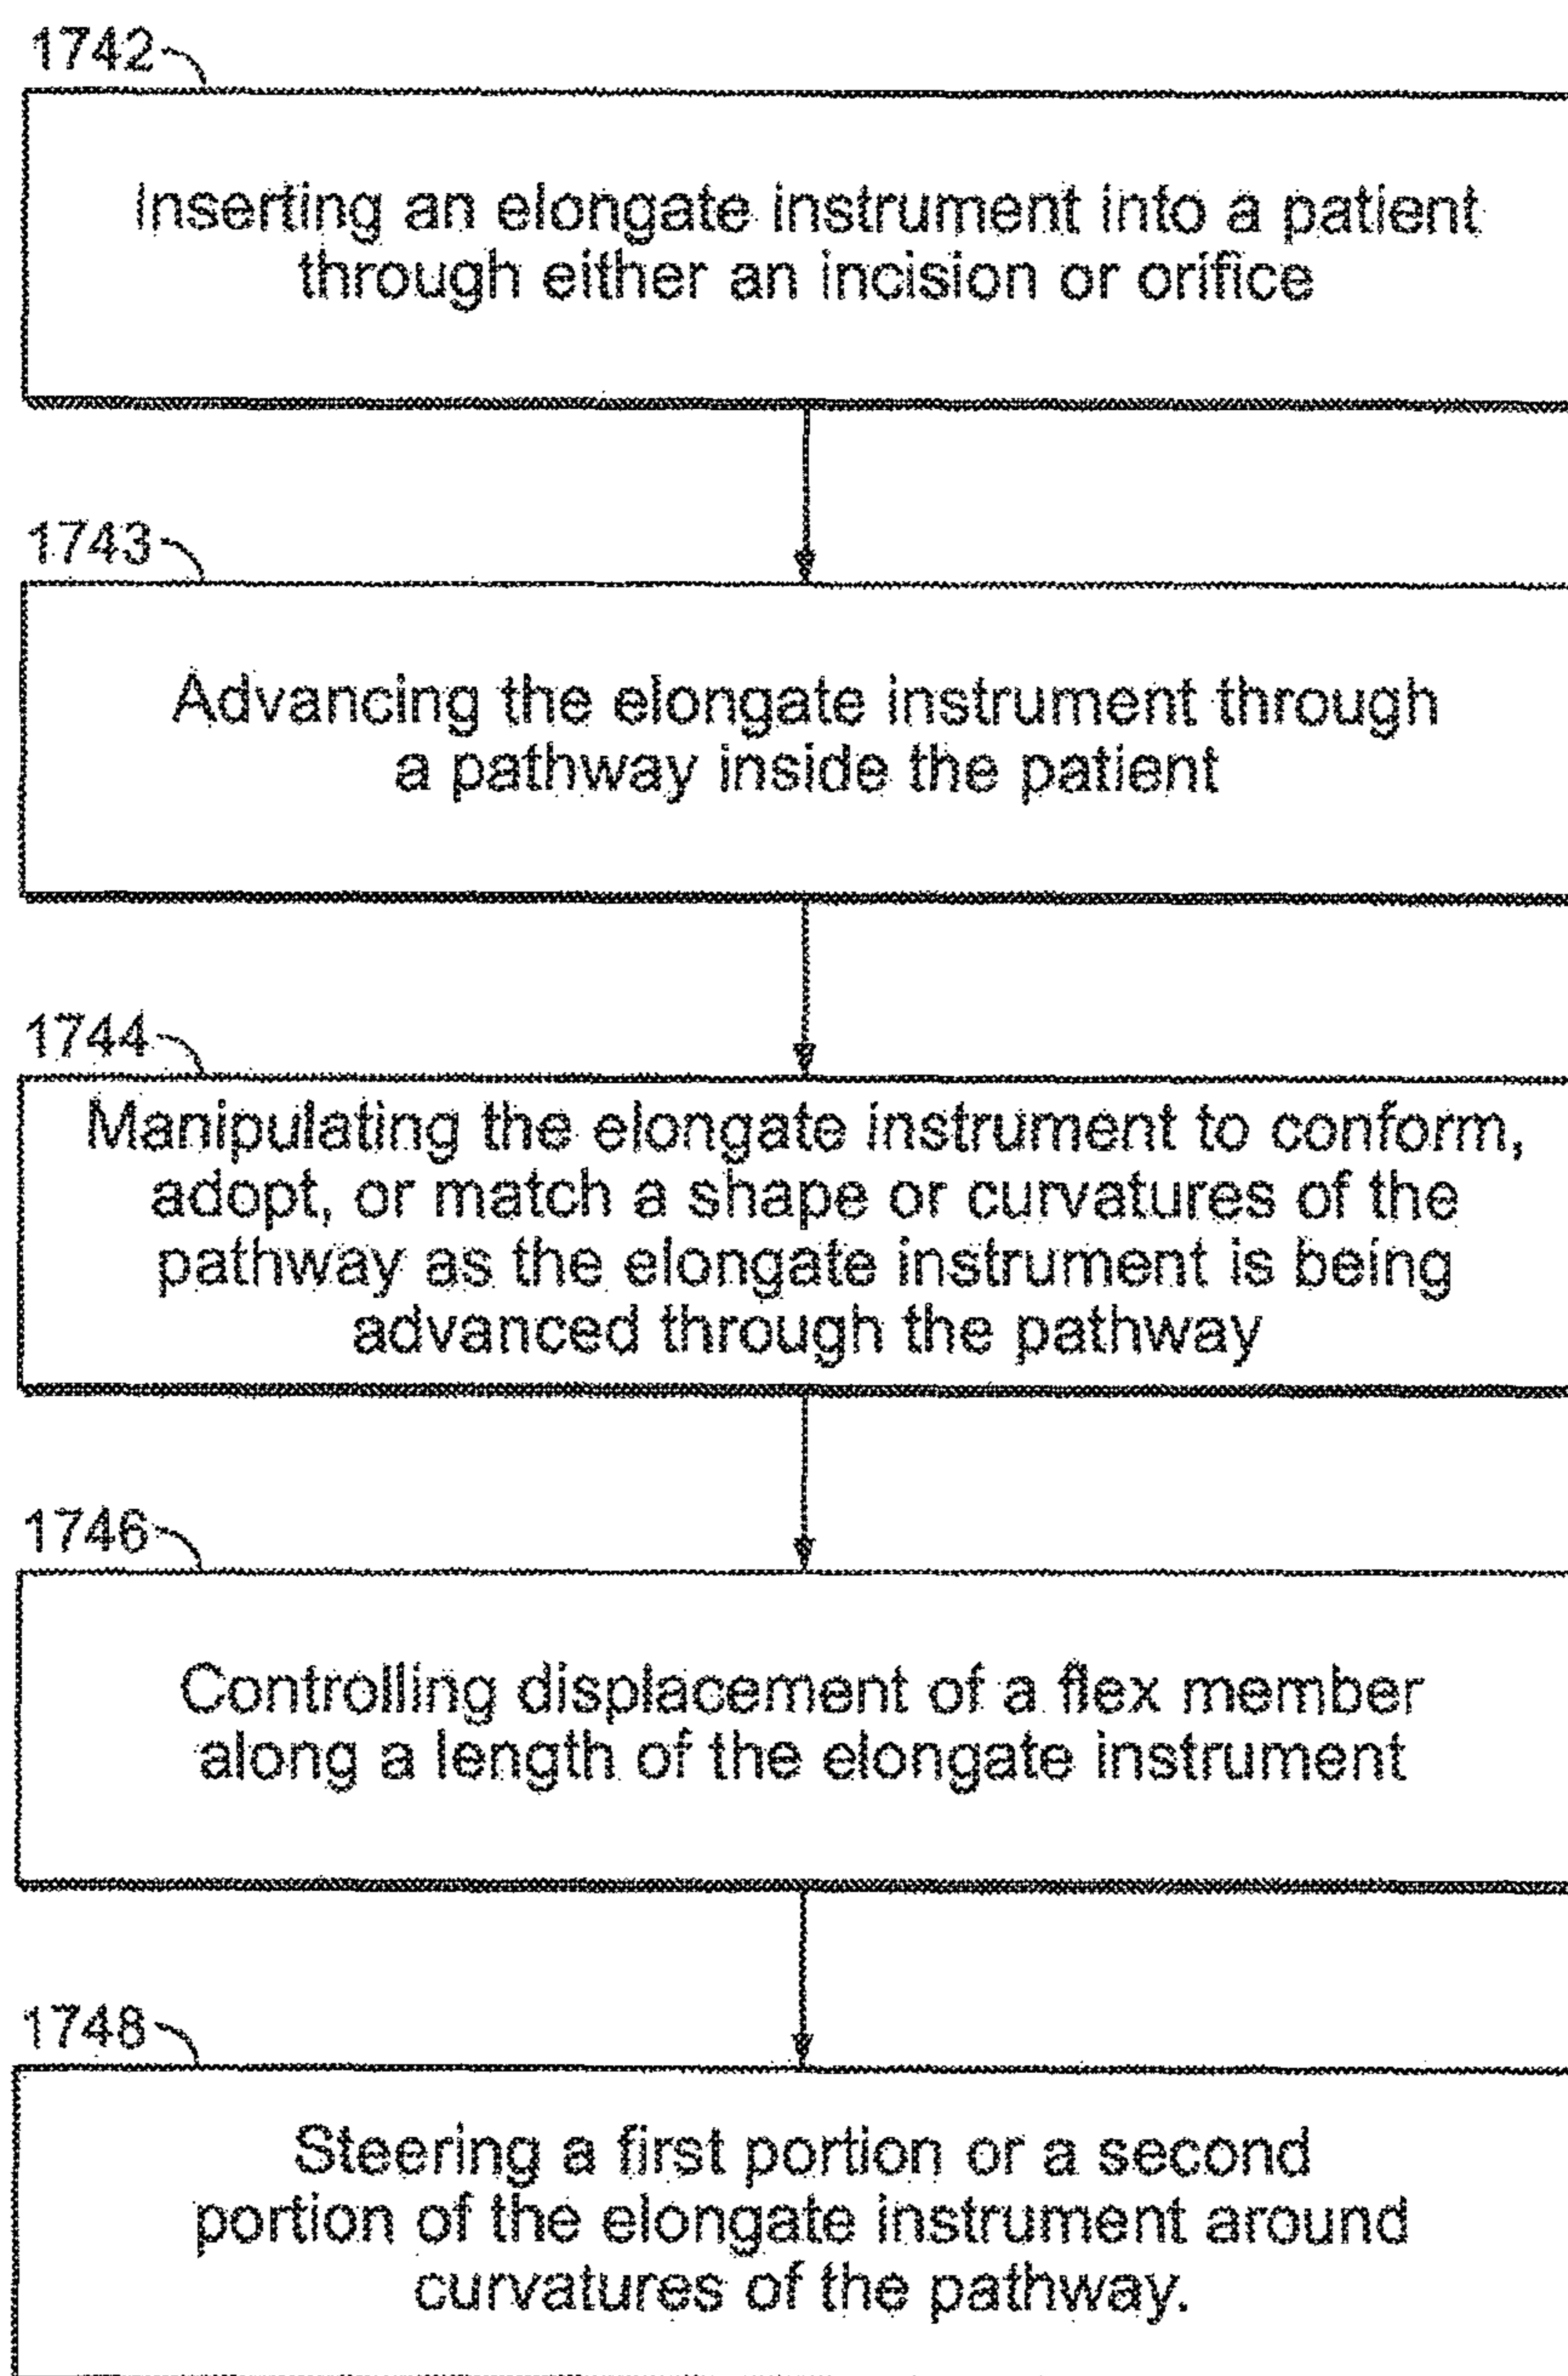 1742
Inserting an elongate instrument into a patient
through either an incision or orifice
1743
Advancing the elongate instrument through
a pathway inside the patient
1744
Manipulating the elongate instrument to conform,
adopt, or match a shape or curvatures of the
pathway as the elongate instrument is being
advanced through the pathway
1746
Controlling displacement of a flex member
along a length of the elongate instrument
1748
Steering a first portion or a second
portion of the elongate instrument around
curvatures of the pathway.